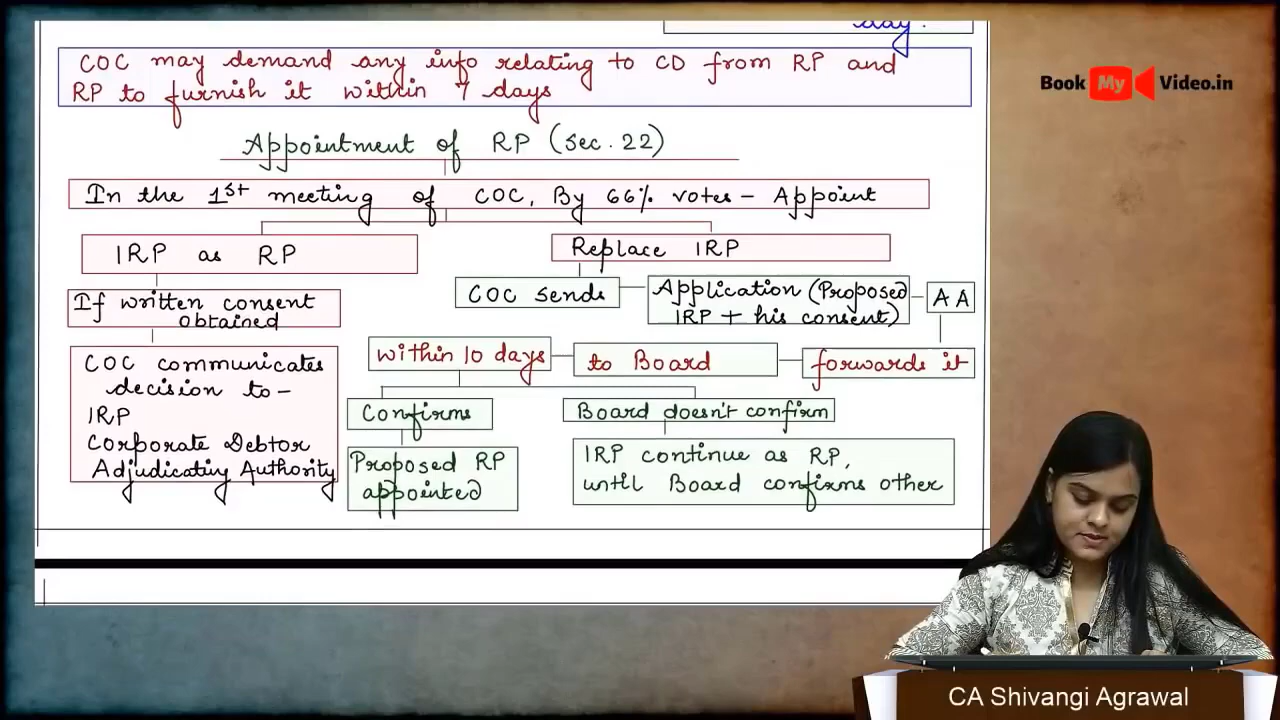 day.
COC may demand any info relating to CD from RP and
RP to furnish it within 7 days
Book My Video.in
Appointment of RP (Sec. 22)
In the 1st meeting of COC, By 66% votes - Appoint
IRP as RP
Replace IRP
If written consent
obtained
COC sends
Application (Proposed
IRP + his consent)
AA
within 10 days
to Board
forwards it
COC communicates
decision to -
IRP
Corporate Debtor
Adjudicating Authority
Confirms
Board doesn't confirm
Proposed RP
appointed
IRP continue as RP,
until Board confirms other
CA Shivangi Agrawal